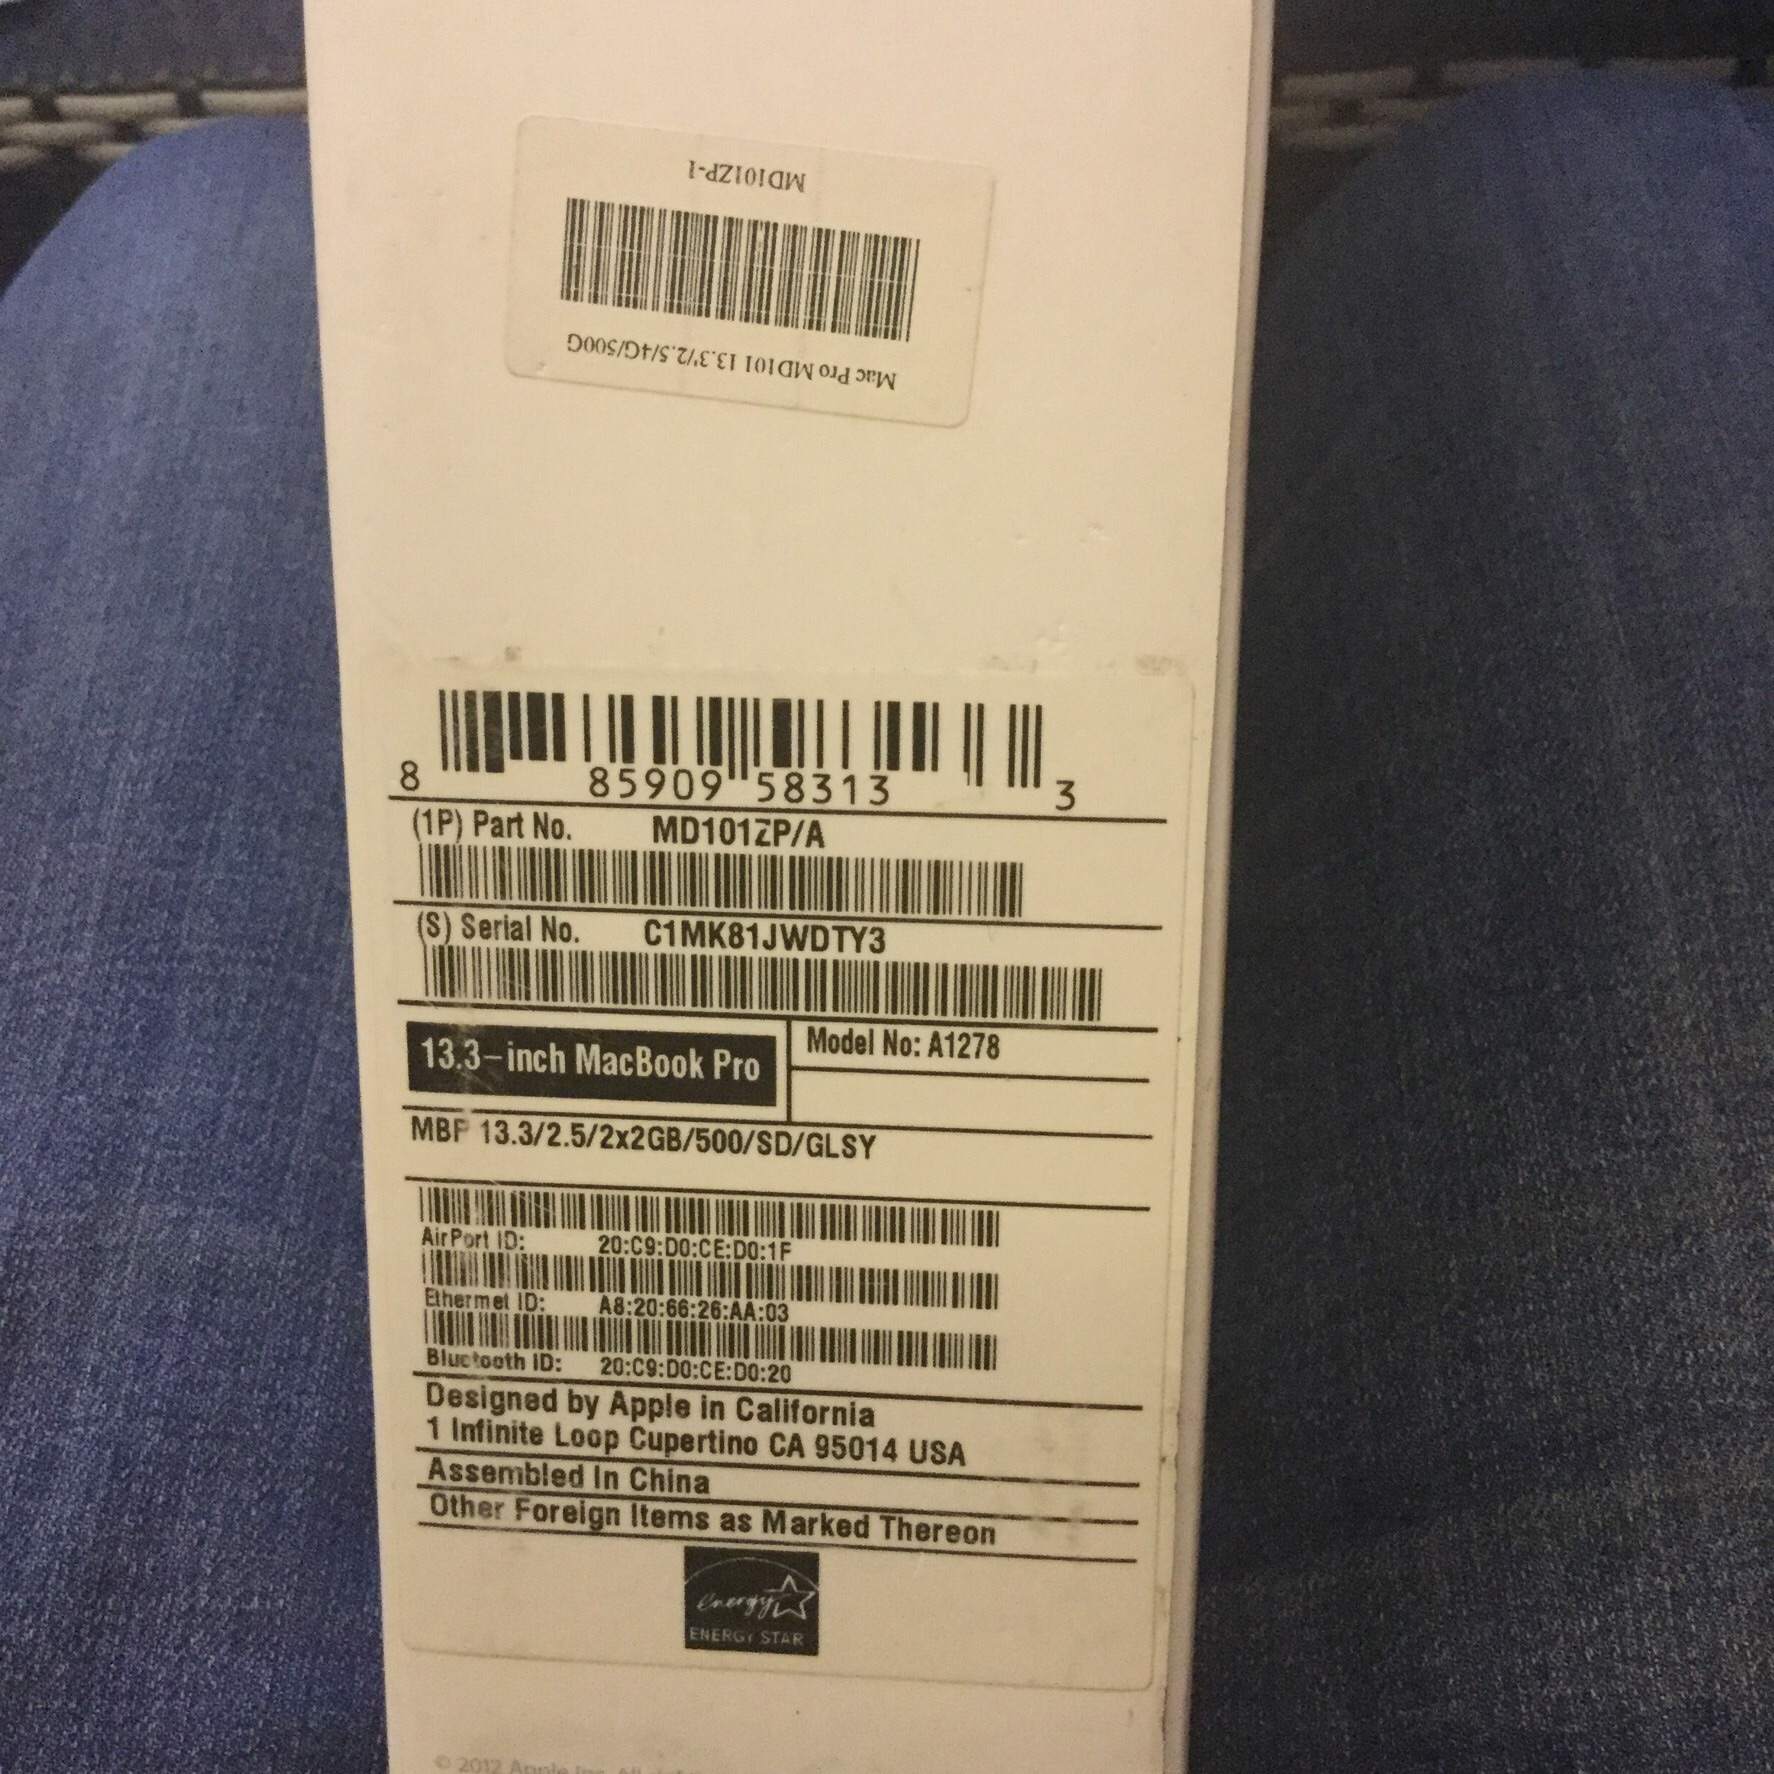 MD101ZP-1
Mac Pro MD101 13.3'/2.5/4G/500G
8 85909 58313 3
(1P) Part No. MD101ZP/A
(S) Serial No. C1MK81JWDTY3
13.3-inch MacBook Pro
Model No: A1278
MBP 13.3/2.5/2x2GB/500/SD/GLSY
AirPort ID: 20:C9:D0:CE:D0:1F
Ethernet ID: A8:20:66:26:AA:03
Bluetooth ID: 20:C9:D0:CE:D0:20
Designed by Apple in California
1 Infinite Loop Cupertino CA 95014 USA
Assembled in China
Other Foreign Items as Marked Thereon
energy
ENERGY STAR
© 2012 Apple Inc. All